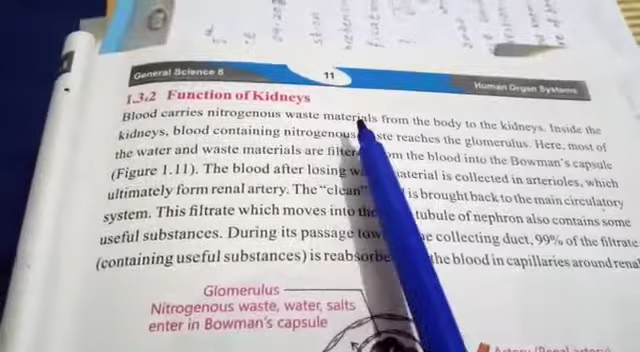 General Science 8
11
Human Organ Systems
1.3.2 Function of Kidneys
Blood carries nitrogenous waste materials from the body to the kidneys. Inside the
kidneys, blood containing nitrogenous ste reaches the glomerulus. Here, most of
the water and waste materials are filter om the blood into the Bowman's capsule
(Figure 1.11). The blood after losing w aterial is collected in arterioles, which
ultimately form renal artery. The "clean" is brought back to the main circulatory
system. This filtrate which moves into the tubule of nephron also contains some
useful substances. During its passage tow e collecting duct, 99% of the filtrate
(containing useful substances) is reabsorbe the blood in capillaries around renal
Glomerulus
Nitrogenous waste, water, salts
enter in Bowman's capsule
Artery (Renal artery)